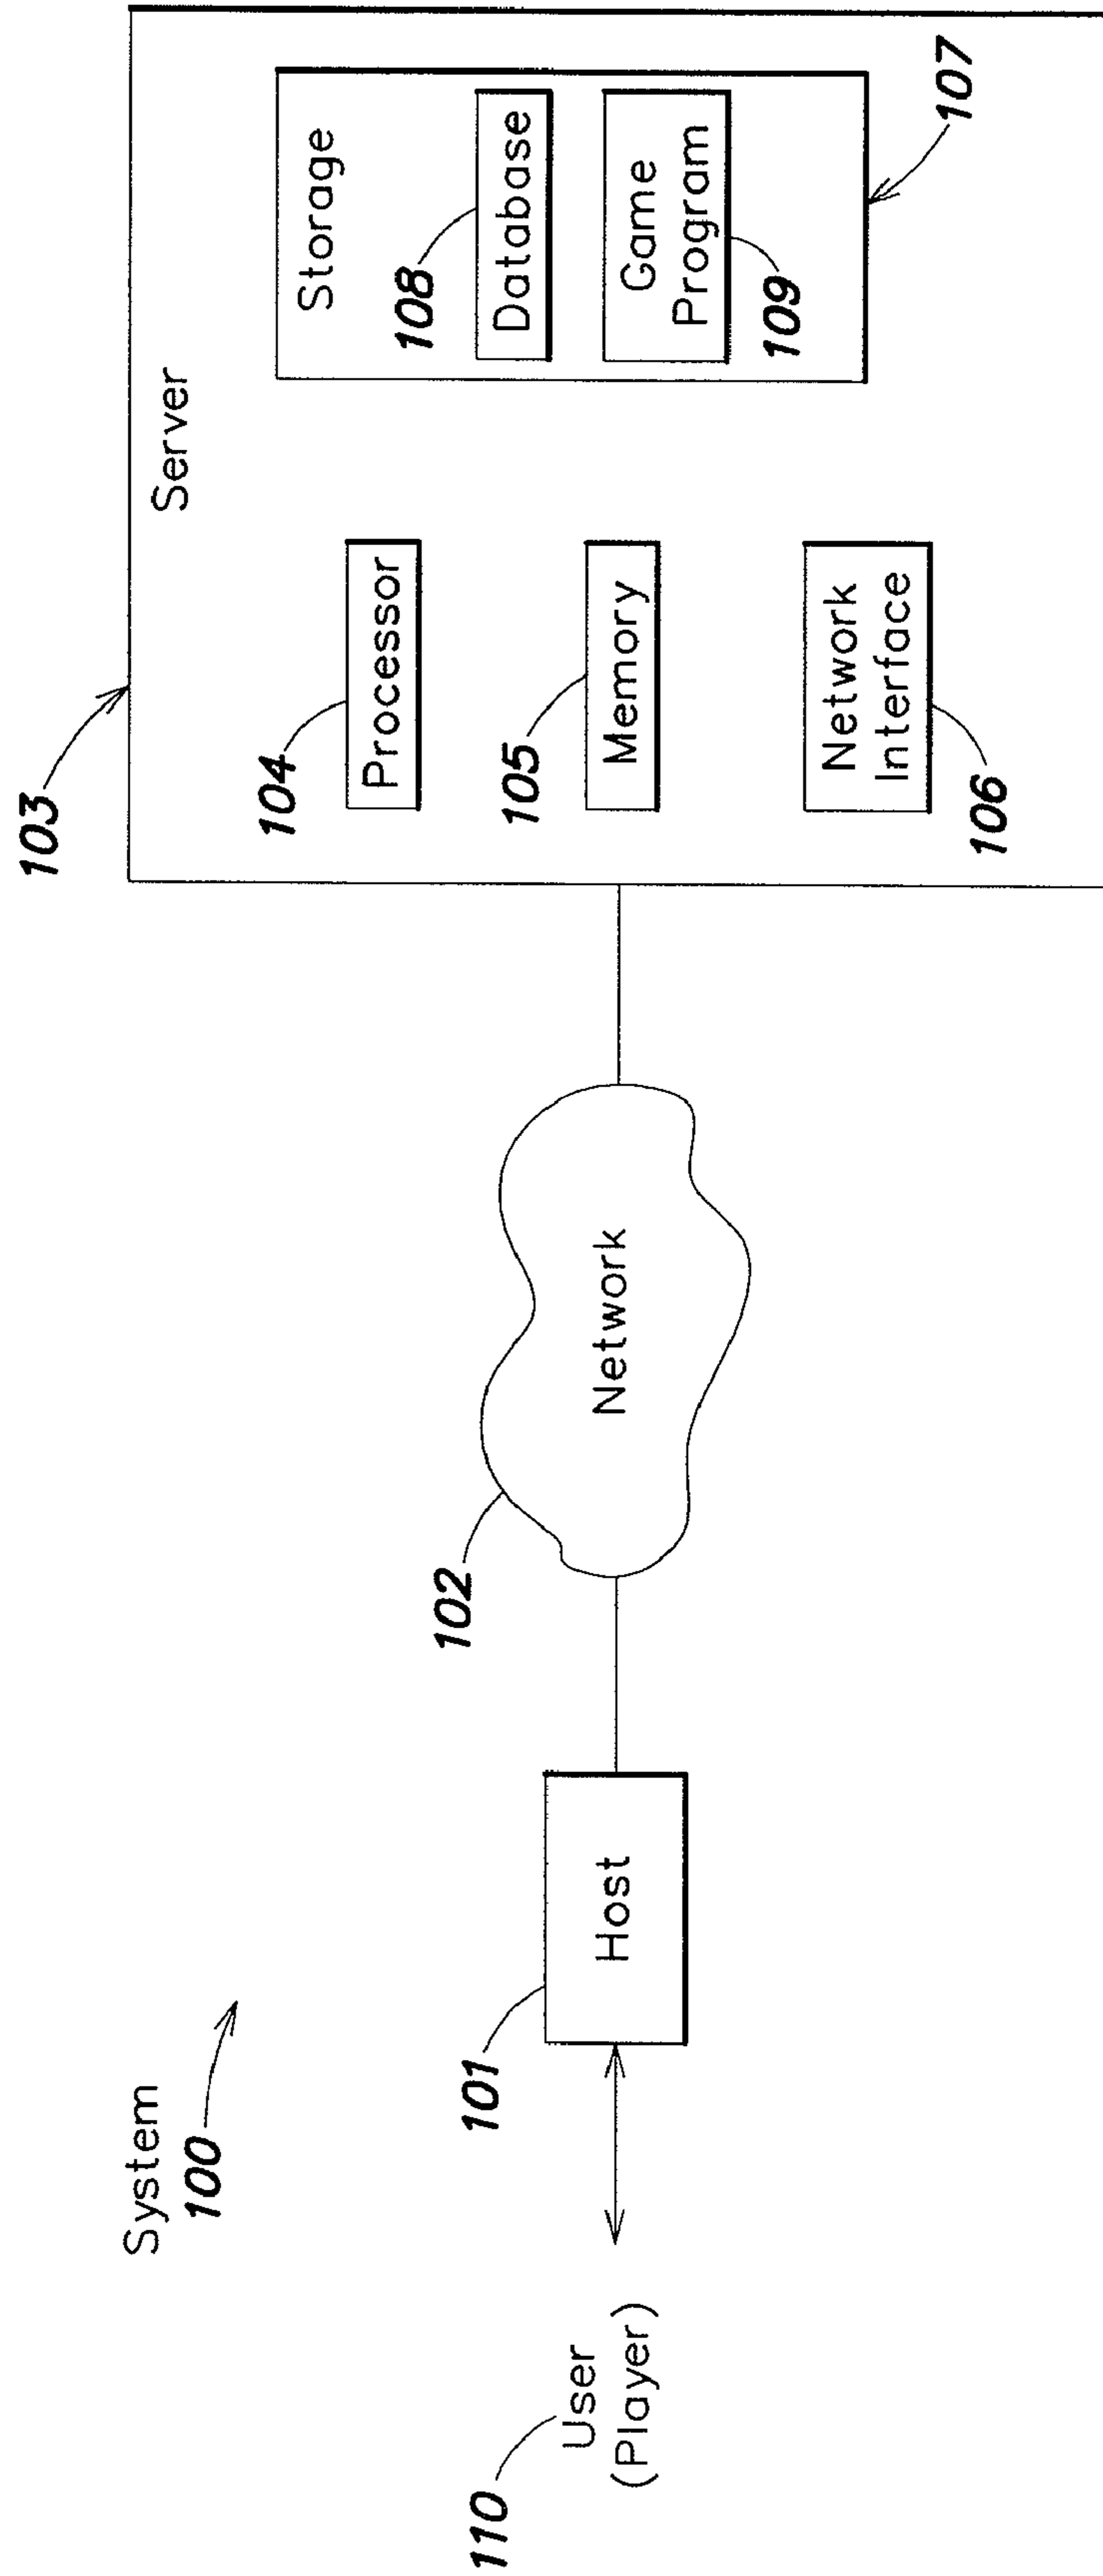 System
100
110
User
(Player)
101
Host
102
Network
103
Server
104
Processor
105
Memory
Network
Interface
106
Storage
108
Database
Game
Program
109
107